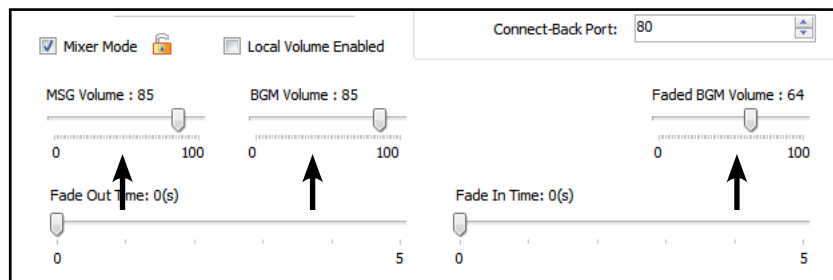 Connect-Back Port: 80
Mixer Mode Local Volume Enabled
MSG Volume : 85 BGM Volume : 85 Faded BGM Volume : 64
0 100 0 100 0 100
Fade Out Time: 0(s) Fade In Time: 0(s)
0 5 0 5